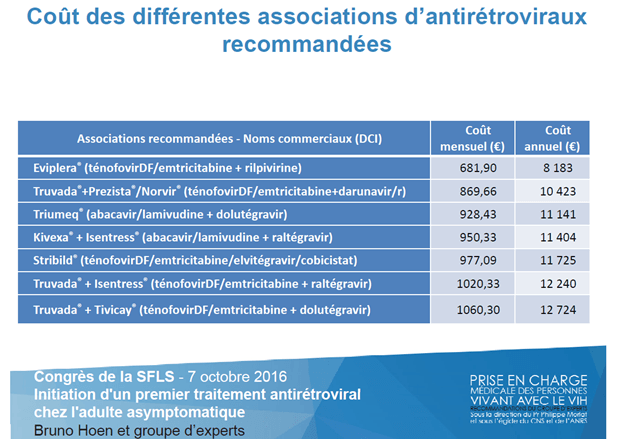 Coût des différentes associations d'antirétroviraux
recommandées
Associations recommandées - Noms commerciaux (DCI) Coût mensuel (€) Coût annuel (€)
Eviplera® (ténofovirDF/emtricitabine + rilpivirine) 681,90 8 183
Truvada®+Prezista®/Norvir® (ténofovirDF/emtricitabine+darunavir/r) 869,66 10 423
Triumeq® (abacavir/lamivudine + dolutégravir) 928,43 11 141
Kivexa® + Isentress® (abacavir/lamivudine + raltégravir) 950,33 11 404
Stribild® (ténofovirDF/emtricitabine/elvitégravir/cobicistat) 977,09 11 725
Truvada® + Isentress® (ténofovirDF/emtricitabine + raltégravir) 1020,33 12 240
Truvada® + Tivicay® (ténofovirDF/emtricitabine + dolutégravir) 1060,30 12 724
Congrès de la SFLS - 7 octobre 2016
Initiation d'un premier traitement antirétroviral
chez l'adulte asymptomatique
Bruno Hoen et groupe d'experts
PRISE EN CHARGE
MÉDICALE DES PERSONNES
VIVANT AVEC LE VIH
RECOMMANDATIONS DU GROUPE D'EXPERTS
Sous la direction du Pr Philippe Morlat
et sous l'égide du CNS et de l'ANRS